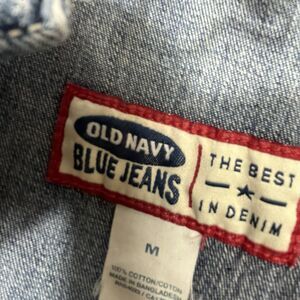 OLD NAVY
BLUE JEANS
THE BEST
IN DENIM
M
100% COTTON/COTON
MADE IN BANGLADESH